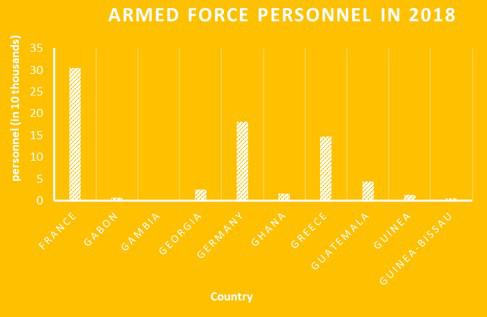 ARMED FORCE PERSONNEL IN 2018
personnel (in 10 thousands)
35
30
25
20
15
10
5
0
FRANCE
GABON
GAMBIA
GEORGIA
GERMANY
GHANA
GREECE
GUATEMALA
GUINEA
GUINEA-BISSAU
Country